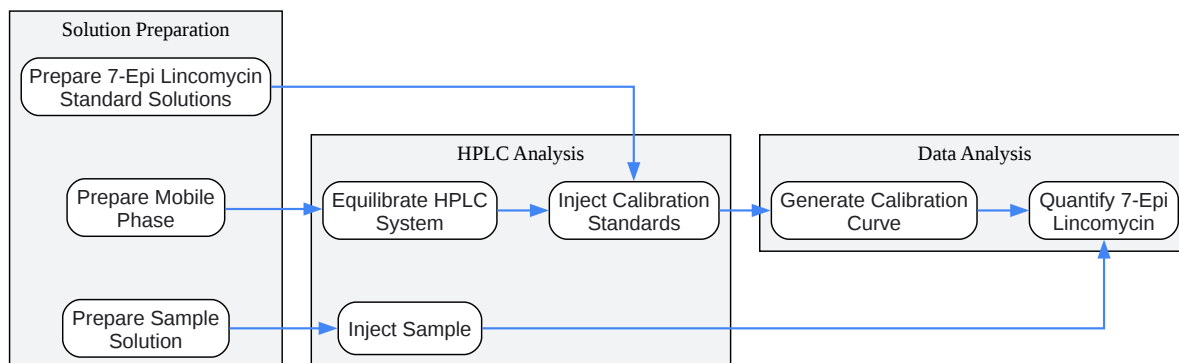 Solution Preparation
Prepare 7-Epi Lincomycin
Standard Solutions
Prepare Mobile
Phase
Prepare Sample
Solution
HPLC Analysis
Equilibrate HPLC
System
Inject Calibration
Standards
Inject Sample
Data Analysis
Generate Calibration
Curve
Quantify 7-Epi
Lincomycin